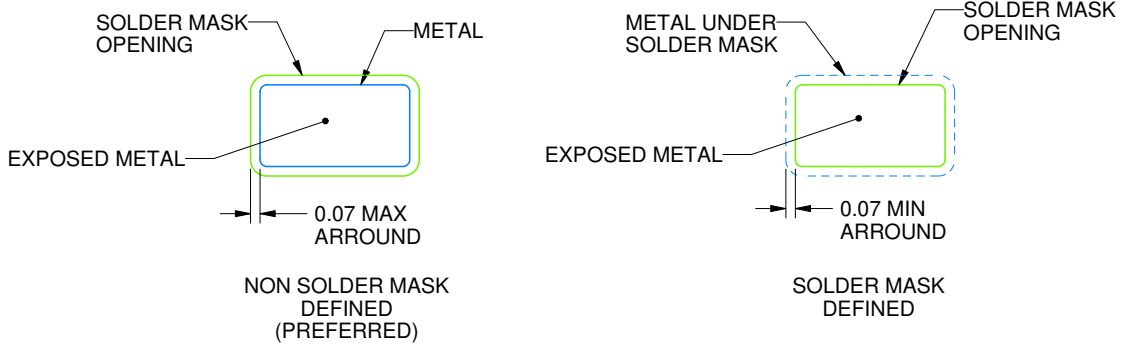 SOLDER MASK
OPENING
METAL
EXPOSED METAL
0.07 MAX
ARROUND
NON SOLDER MASK
DEFINED
(PREFERRED)
METAL UNDER
SOLDER MASK
SOLDER MASK
OPENING
EXPOSED METAL
0.07 MIN
ARROUND
SOLDER MASK
DEFINED